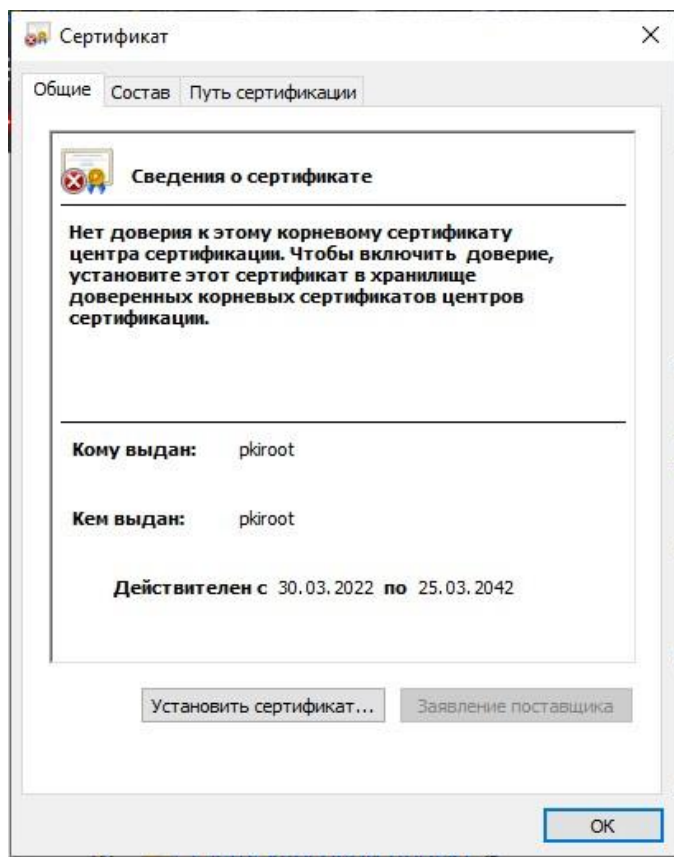 Сертификат
Общие Состав Путь сертификации
Сведения о сертификате
Нет доверия к этому корневому сертификату
центра сертификации. Чтобы включить доверие,
установите этот сертификат в хранилище
доверенных корневых сертификатов центров
сертификации.
Кому выдан: pkiroot
Кем выдан: pkiroot
Действителен с 30.03.2022 по 25.03.2042
Установить сертификат... Заявление поставщика
ОК